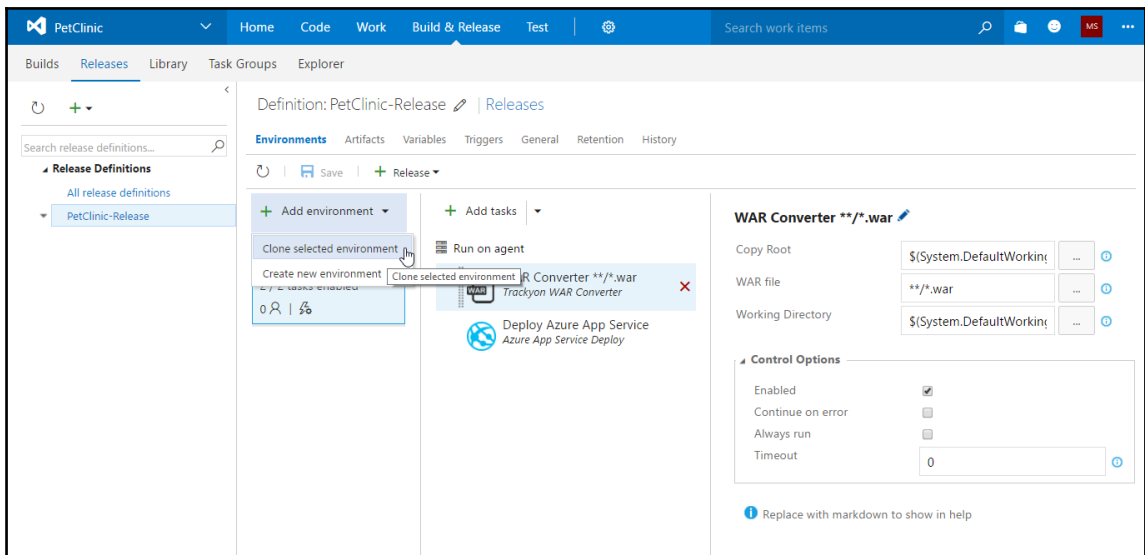 PetClinic Home Code Work Build & Release Test Search work items MS
Builds Releases Library Task Groups Explorer
Definition: PetClinic-Release | Releases
Search release definitions...
Environments Artifacts Variables Triggers General Retention History
Release Definitions
Save + Release
All release definitions
PetClinic-Release
+ Add environment
Clone selected environment
Create new environment
Clone selected environment
2 / 2 tasks enabled
0
+ Add tasks
Run on agent
WAR
R Converter **/*.war
Trackyon WAR Converter
Deploy Azure App Service
Azure App Service Deploy
WAR Converter **/*.war
Copy Root $(System.DefaultWorking ...
WAR file **/*.war ...
Working Directory $(System.DefaultWorking ...
Control Options
Enabled
Continue on error
Always run
Timeout 0
Replace with markdown to show in help